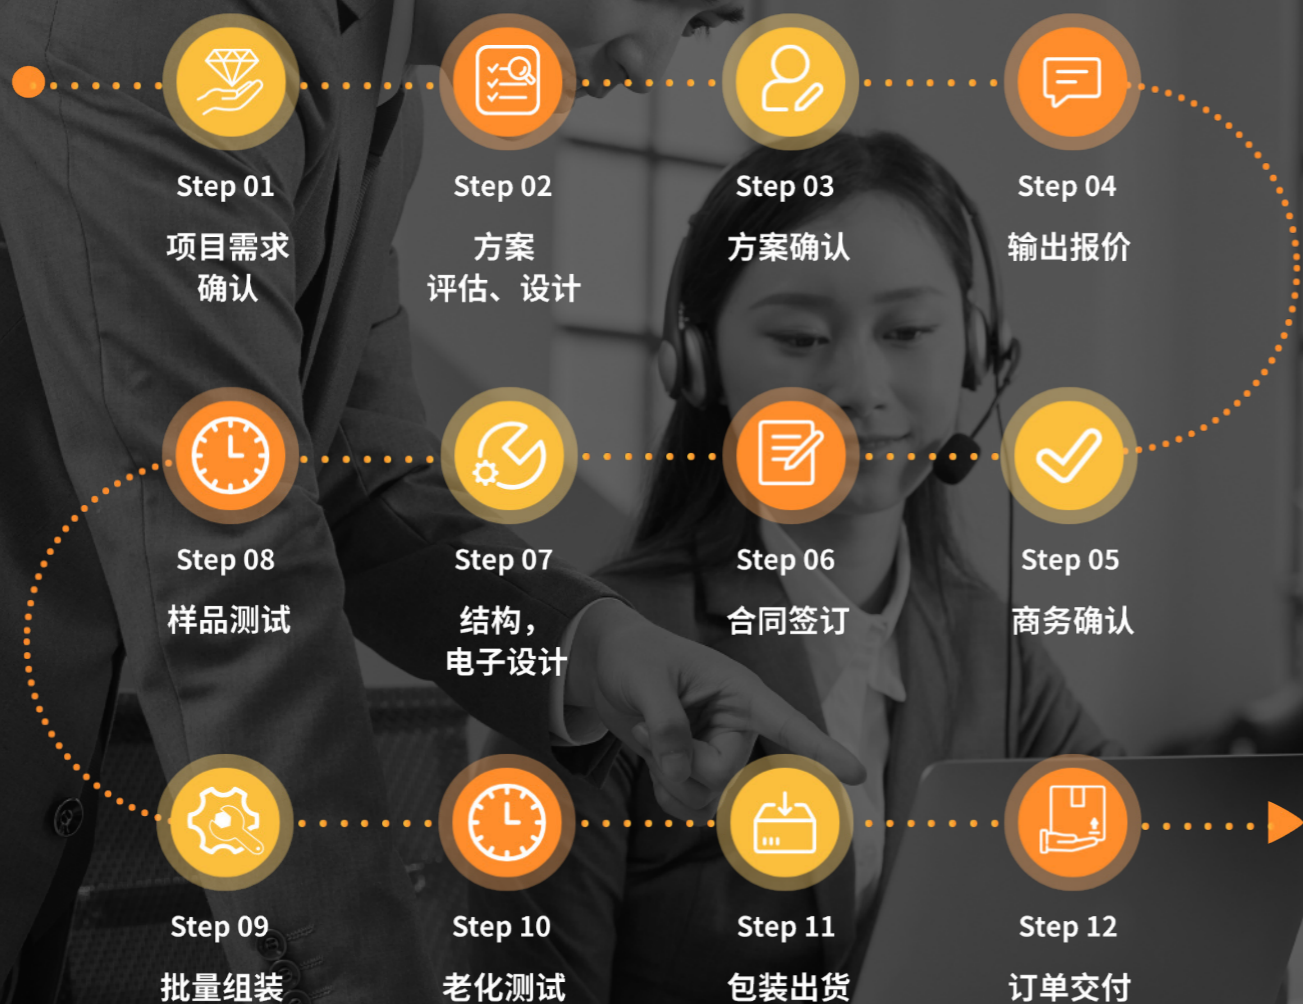 Step 01
项目需求
确认
Step 02
方案
评估、设计
Step 03
方案确认
Step 04
输出报价
Step 05
商务确认
Step 06
合同签订
Step 07
结构，
电子设计
Step 08
样品测试
Step 09
批量组装
Step 10
老化测试
Step 11
包装出货
Step 12
订单交付